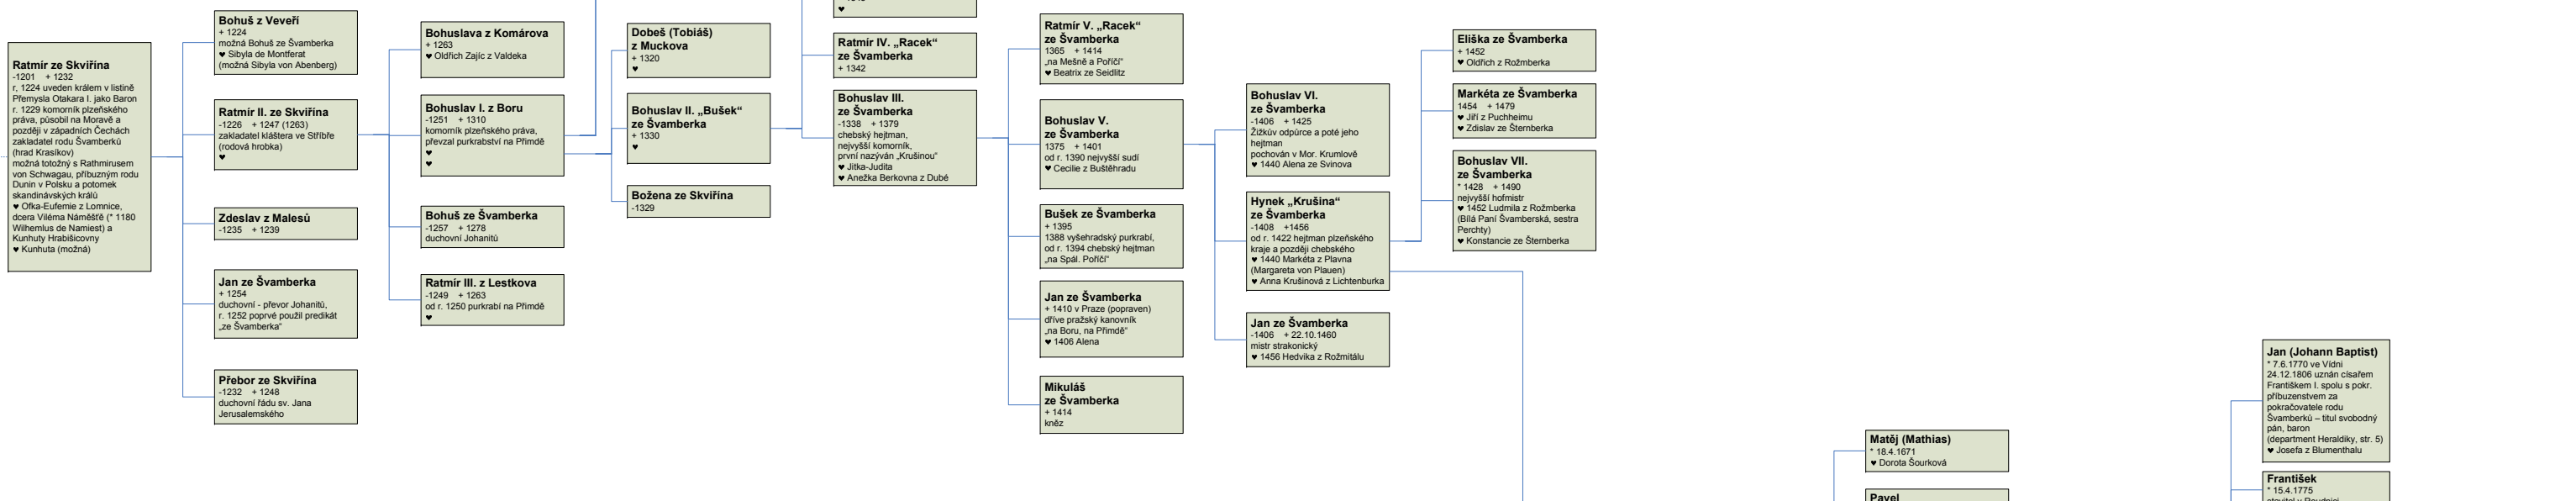 Ratmír ze Skviřína
-1201 + 1232
r, 1224 uveden králem v listině
Přemysla Otakara I. jako Baron
r. 1229 komorník plzeňského
práva, působil na Moravě a
později v západních Čechách
zakladatel rodu Švamberků
(hrad Krasíkov)
možná totožný s Rathmirusem
von Schwagau, příbuzným rodu
Dunin v Polsku a potomek
skandinávských králů
♥ Ofka-Eufemie z Lomnice,
dcera Viléma Náměšťě (* 1180
Wilhemlus de Namiest) a
Kunhuty Hrabišicovny
♥ Kunhuta (možná)
Bohuš z Veveří
+ 1224
možná Bohuš ze Švamberka
♥ Sibyla de Montferat
(možná Sibyla von Abenberg)
Ratmír II. ze Skviřína
-1226 + 1247 (1263)
zakladatel kláštera ve Stříbře
(rodová hrobka)
♥
Zdeslav z Malesů
-1235 + 1239
Jan ze Švamberka
+ 1254
duchovní - převor Johanitů,
r. 1252 poprvé použil predikát
„ze Švamberka“
Přebor ze Skviřína
-1232 + 1248
duchovní řádu sv. Jana
Jerusalemského
Bohuslava z Komárova
+ 1263
♥ Oldřich Zajíc z Valdeka
Bohuslav I. z Boru
-1251 + 1310
komorník plzeňského práva,
převzal purkrabství na Přimdě
♥
♥
Bohuš ze Švamberka
-1257 + 1278
duchovní Johanitů
Ratmír III. z Lestkova
-1249 + 1263
od r. 1250 purkrabí na Přimdě
♥
Dobeš (Tobiáš)
z Muckova
+ 1320
♥
Bohuslav II. „Bušek“
ze Švamberka
+ 1330
♥
Božena ze Skviřína
-1329
♥
Ratmír IV. „Racek“
ze Švamberka
+ 1342
Bohuslav III.
ze Švamberka
-1338 + 1379
chebský hejtman,
nejvyšší komorník,
první nazýván „Krušinou“
♥ Jitka-Judita
♥ Anežka Berkovna z Dubé
Ratmír V. „Racek“
ze Švamberka
1365 + 1414
„na Mešně a Poříčí“
♥ Beatrix ze Seidlitz
Bohuslav V.
ze Švamberka
1375 + 1401
od r. 1390 nejvyšší sudí
♥ Cecilie z Buštěhradu
Bušek ze Švamberka
+ 1395
1388 vyšehradský purkrabí,
od r. 1394 chebský hejtman
„na Spál. Poříčí“
Jan ze Švamberka
+ 1410 v Praze (popraven)
dříve pražský kanovník
„na Boru, na Přimdě“
♥ 1406 Alena
Mikuláš
ze Švamberka
+ 1414
kněz
Bohuslav VI.
ze Švamberka
-1406 + 1425
Žižkův odpůrce a poté jeho
hejtman
pochován v Mor. Krumlově
♥ 1440 Alena ze Svinova
Hynek „Krušina“
ze Švamberka
-1408 +1456
od r. 1422 hejtman plzeňského
kraje a později chebského
♥ 1440 Markéta z Plavna
(Margareta von Plauen)
♥ Anna Krušinová z Lichtenburka
Jan ze Švamberka
-1406 + 22.10.1460
mistr strakonický
♥ 1456 Hedvika z Rožmitálu
Eliška ze Švamberka
+ 1452
♥ Oldřich z Rožmberka
Markéta ze Švamberka
1454 + 1479
♥ Jiří z Puchheimu
♥ Zdislav ze Šternberka
Bohuslav VII.
ze Švamberka
* 1428 + 1490
nejvyšší hofmistr
♥ 1452 Ludmila z Rožmberka
(Bílá Paní Švamberská, sestra
Perchty)
♥ Konstancie ze Šternberka
Matěj (Mathias)
* 18.4.1671
♥ Dorota Šourková
Pavel
Jan (Johann Baptist)
* 7.6.1770 ve Vídni
24.12.1806 uznán císařem
Františkem I. spolu s pokr.
příbuzenstvem za
pokračovatele rodu
Švamberků – titul svobodný
pán, baron
(department Heraldiky, str. 5)
♥ Josefa z Blumenthalu
František
* 15.4.1775